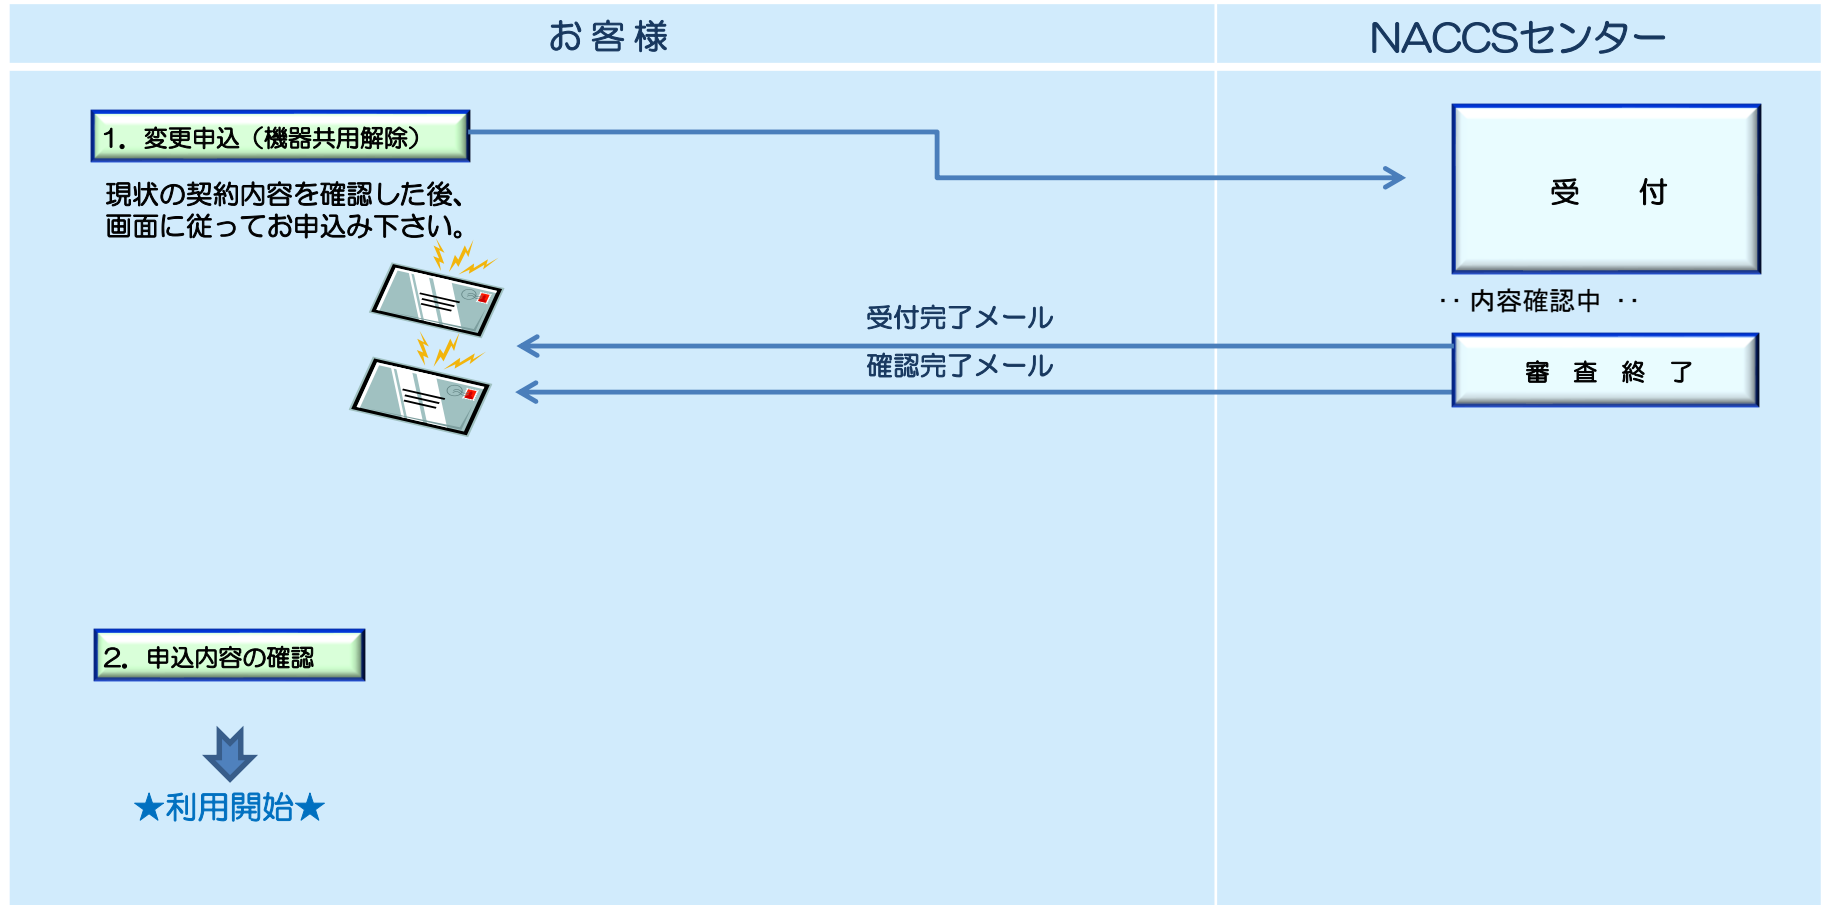 お客様
NACCSセンター
1．変更申込（機器共用解除）
現状の契約内容を確認した後、
画面に従ってお申込み下さい。
受　付
‥ 内容確認中 ‥
受付完了メール
確認完了メール
審 査 終 了
2．申込内容の確認
★利用開始★